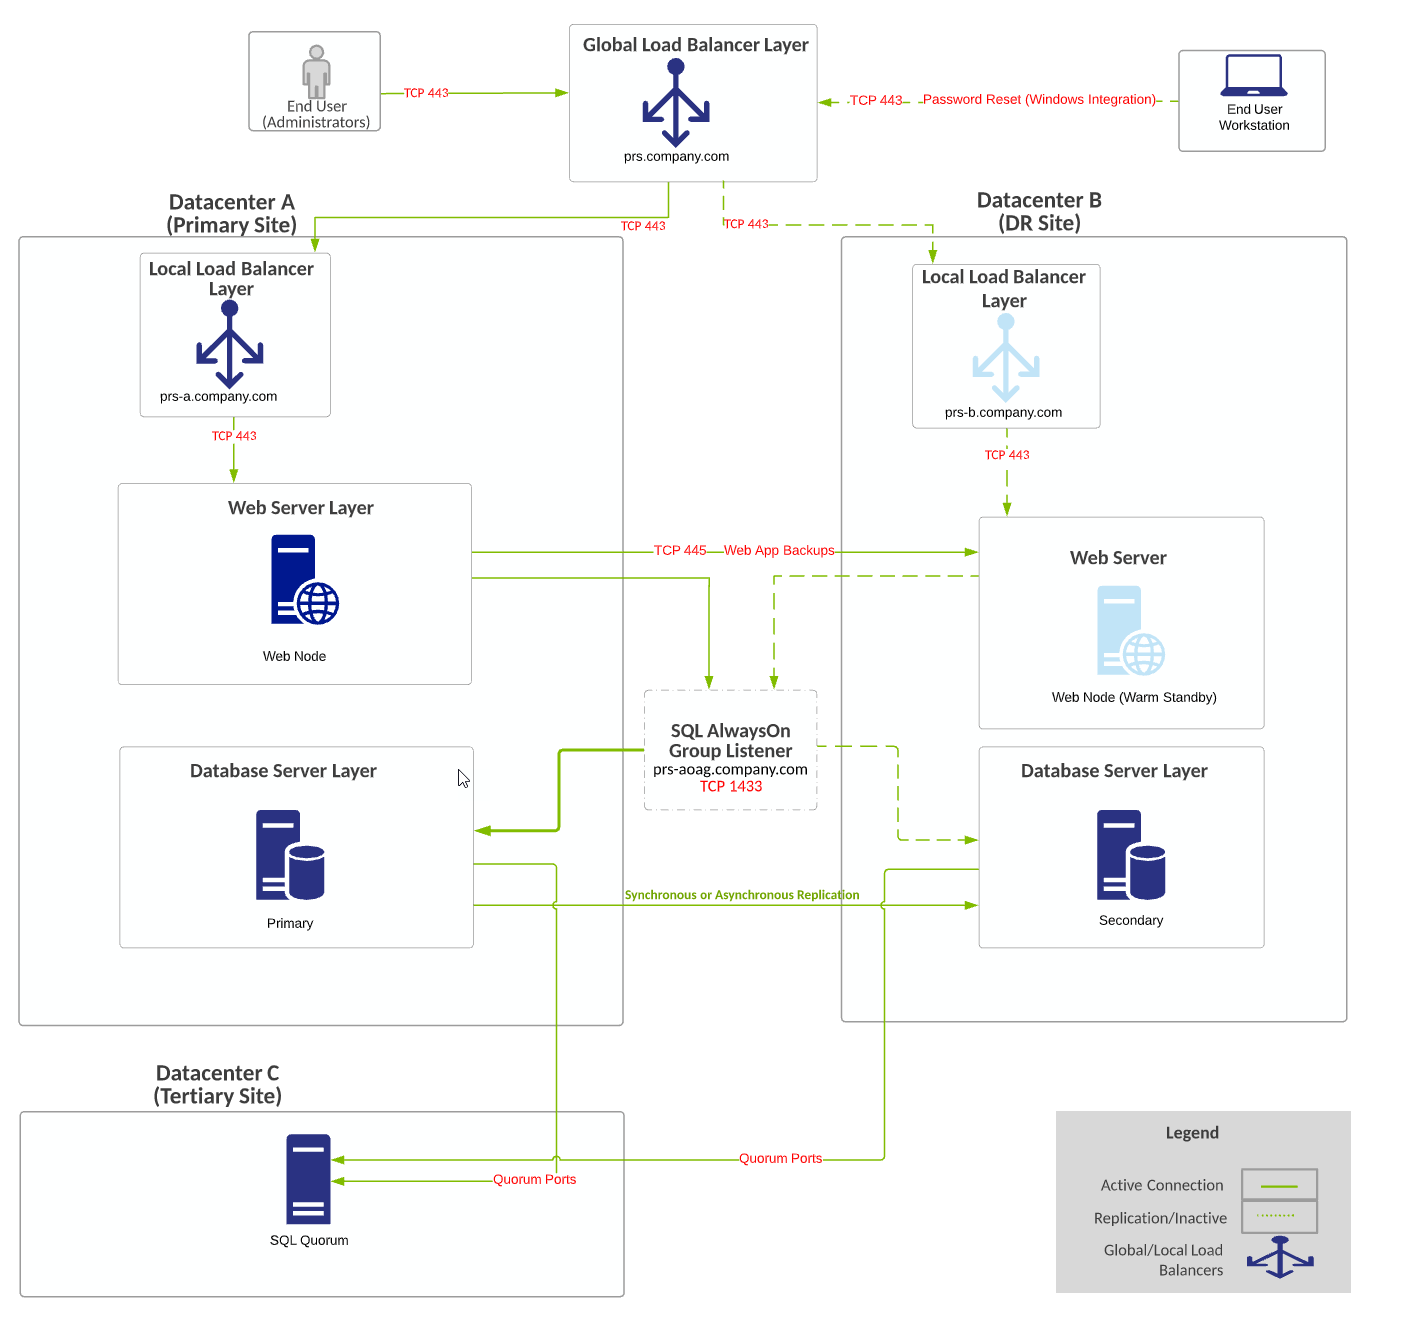 Global Load Balancer Layer
prs.company.com
End User
(Administrators)
TCP 443
TCP 443
Password Reset (Windows Integration)
End User
Workstation
Datacenter A
(Primary Site)
TCP 443
TCP 443
Datacenter B
(DR Site)
Local Load Balancer
Layer
prs-a.company.com
TCP 443
Local Load Balancer
Layer
prs-b.company.com
TCP 443
Web Server Layer
Web Node
TCP 445
Web App Backups
Web Server
Web Node (Warm Standby)
SQL AlwaysOn
Group Listener
prs-aoag.company.com
TCP 1433
Database Server Layer
Primary
Synchronous or Asynchronous Replication
Database Server Layer
Secondary
Datacenter C
(Tertiary Site)
Quorum Ports
Quorum Ports
SQL Quorum
Legend
Active Connection
Replication/Inactive
Global/Local Load
Balancers